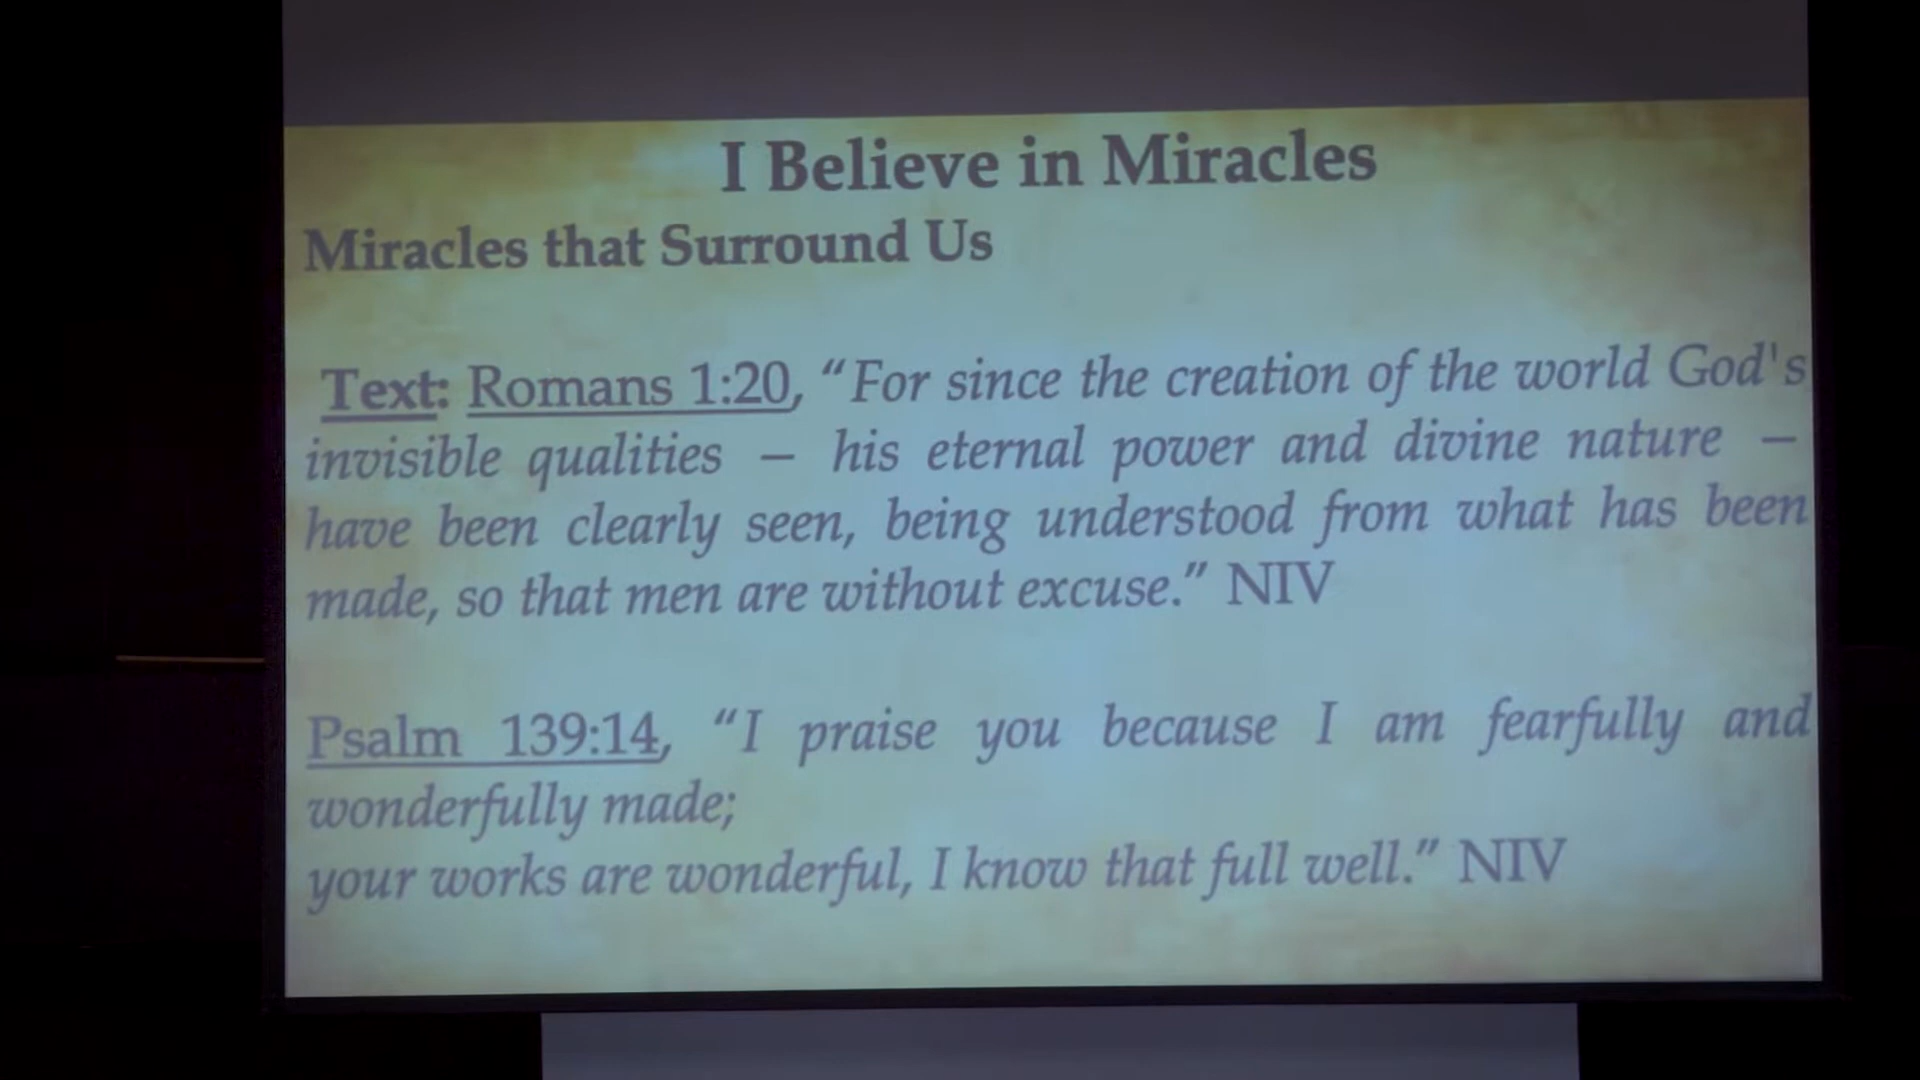 I Believe in Miracles
Miracles that Surround Us
Text: Romans 1:20, “For since the creation of the world God's
invisible qualities – his eternal power and divine nature –
have been clearly seen, being understood from what has been
made, so that men are without excuse.” NIV
Psalm 139:14, “I praise you because I am fearfully and
wonderfully made;
your works are wonderful, I know that full well.” NIV